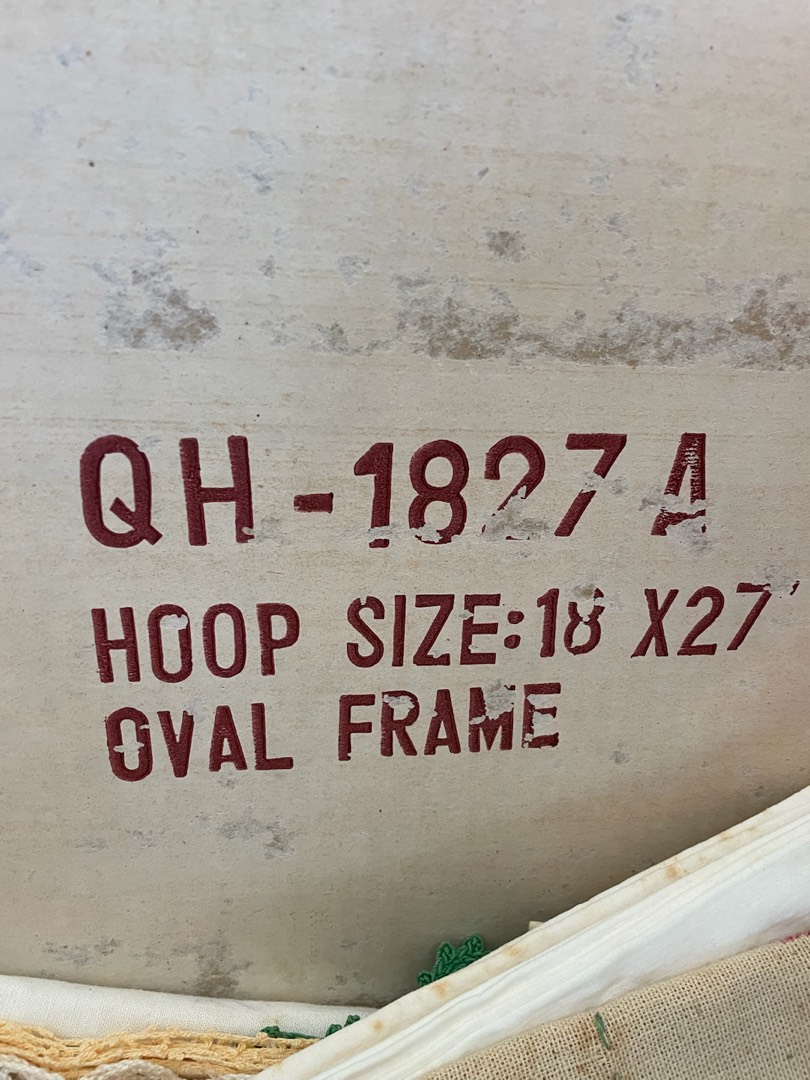 QH-1827A
HOOP SIZE:18 X27"
OVAL FRAME